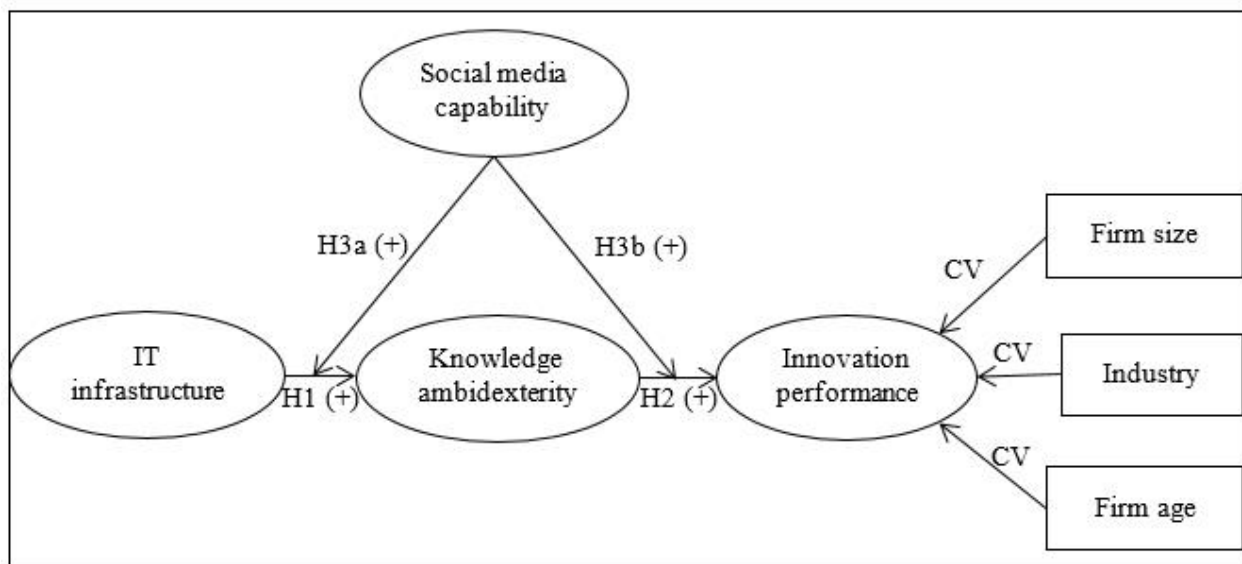 Social media
capability
H3a (+)
H3b (+)
Firm size
CV
IT
infrastructure
H1 (+)
Knowledge
ambidexterity
H2 (+)
Innovation
performance
CV
Industry
CV
Firm age